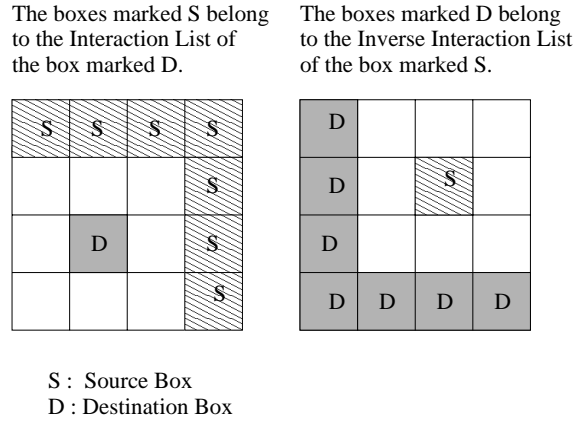 The boxes marked S belong
to the Interaction List of
the box marked D.
The boxes marked D belong
to the Inverse Interaction List
of the box marked S.
S S S S
S
D S
S
D
D S
D
D D D D
S : Source Box
D : Destination Box